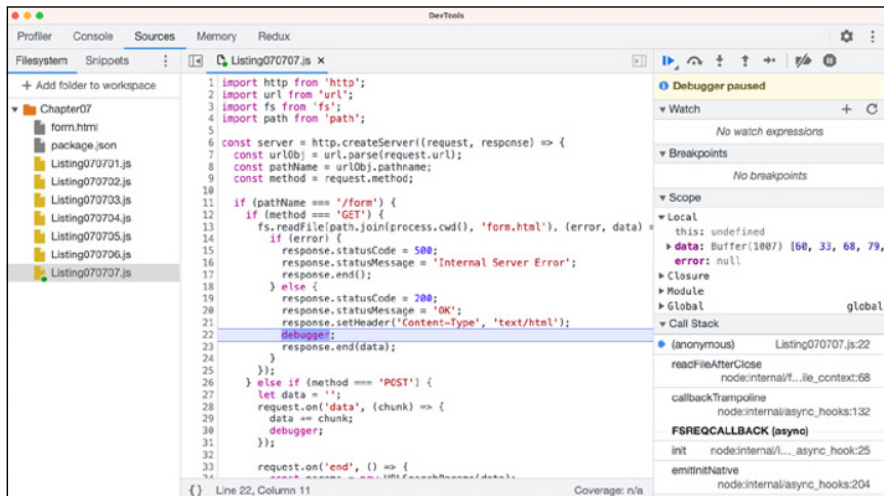 DevTools
Profiler Console Sources Memory Redux
Filesystem Snippets
Listing070707.js ×
+ Add folder to workspace
Chapter07
form.html
package.json
Listing070701.js
Listing070702.js
Listing070703.js
Listing070704.js
Listing070705.js
Listing070706.js
Listing070707.js
1 import http from 'http';
2 import url from 'url';
3 import fs from 'fs';
4 import path from 'path';
5
6 const server = http.createServer((request, response) => {
7 const urlObj = url.parse(request.url);
8 const pathName = urlObj.pathname;
9 const method = request.method;
10
11 if (pathName === '/form') {
12 if (method === 'GET') {
13 fs.readFile(path.join(process.cwd(), 'form.html'), (error, data) =
14 if (error) {
15 response.statusCode = 500;
16 response.statusMessage = 'Internal Server Error';
17 response.end();
18 } else {
19 response.statusCode = 200;
20 response.statusMessage = 'OK';
21 response.setHeader('Content-Type', 'text/html');
22 debugger;
23 response.end(data);
24 }
25 });
26 } else if (method === 'POST') {
27 let data = '';
28 request.on('data', (chunk) => {
29 data += chunk;
30 debugger;
31 });
32
33 request.on('end', () => {
{} Line 22, Column 11 Coverage: n/a
Debugger paused
Watch
No watch expressions
Breakpoints
No breakpoints
Scope
Local
this: undefined
data: Buffer(1007) [60, 33, 68, 79,
error: null
Closure
Module
Global global
Call Stack
(anonymous) Listing070707.js:22
readFileAfterClose
node:internal/f...ile_context:68
callbackTrampoline
node:internal/async_hooks:132
FSREQCALLBACK (async)
init node:internal/i..._async_hook:25
emitInitNative
node:internal/async_hooks:204